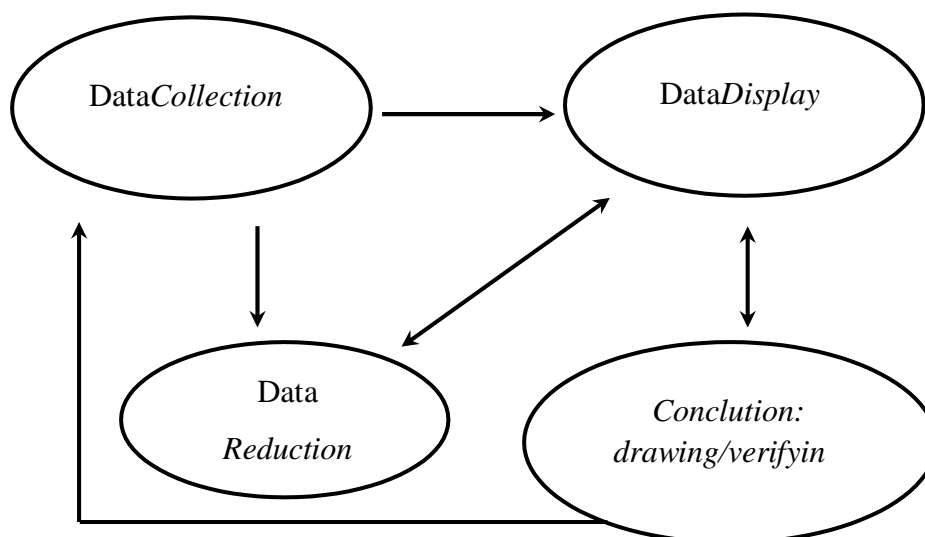 DataCollection
DataDisplay
Data
Reduction
Conclution:
drawing/verifyin